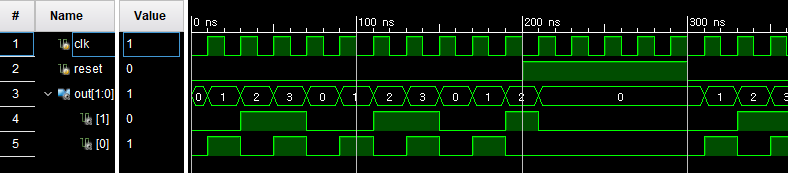 # Name Value 0 ns 100 ns 200 ns 300 ns
1 clk 1
2 reset 0
3 out[1:0] 1 0 1 2 3 0 1 2 3 0 1 2 0 1 2 3
4 [1] 0
5 [0] 1